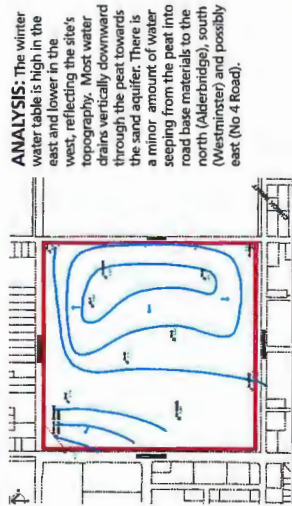 ANALYSIS: The winter
water table is high in the
east and lower in the
west, reflecting the site's
topography. Most water
drains vertically downward
through the peat towards
the sand aquifer. There is
a minor amount of water
seeping from the peat into
road base materials to the
north (Alderbridge), south
(Westminster) and possibly
east (No 4 Road).